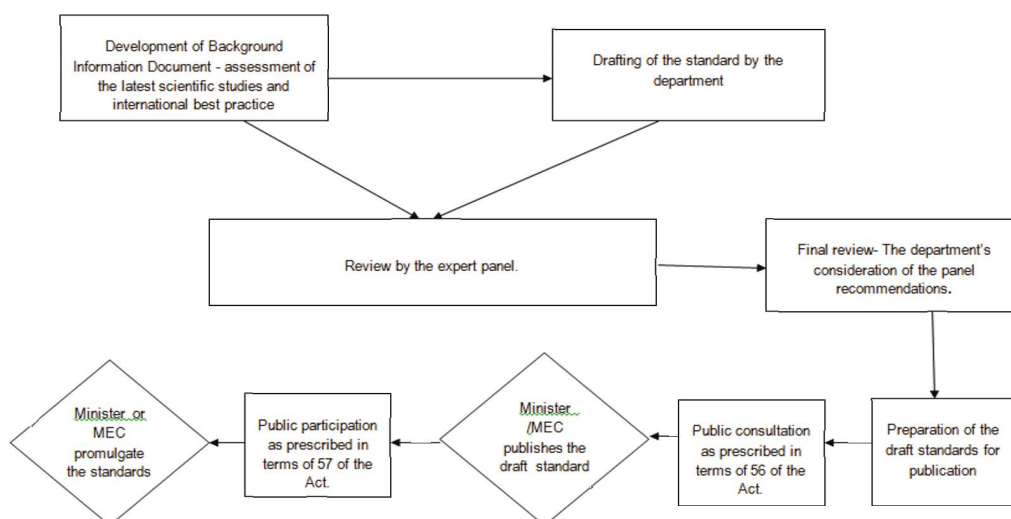 Development of Background
Information Document - assessment of
the latest scientific studies and
international best practice
Drafting of the standard by the
department
Review by the expert panel.
Final review- The department's
consideration of the panel
recommendations.
Minister or
MEC
promulgate
the standards
Public participation
as prescribed in
terms of 57 of the
Act.
Minister
/MEC
publishes the
draft standard
Public consultation
as prescribed in
terms of 56 of the
Act.
Preparation of the
draft standards for
publication